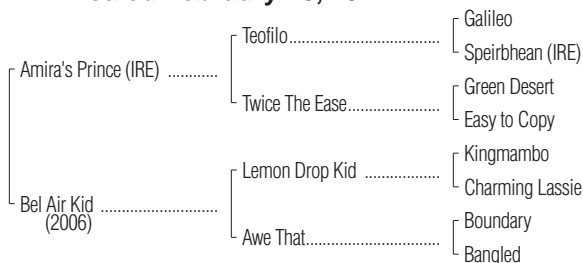 Galileo
Teofilo
Speirbhean (IRE)
Amira's Prince (IRE)
Green Desert
Twice The Ease
Easy to Copy
Kingmambo
Lemon Drop Kid
Charming Lassie
Bel Air Kid
(2006)
Boundary
Awe That
Bangled